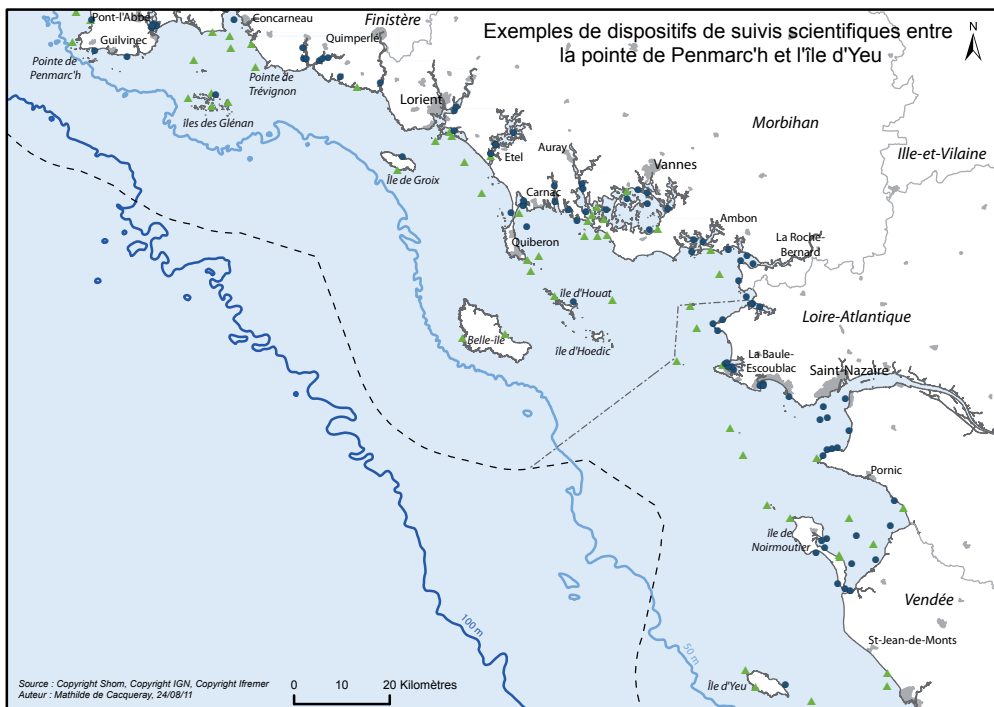 Exemples de dispositifs de suivis scientifiques entre
la pointe de Penmarc'h et l'île d'Yeu
N
Pont-l'Abbé
Concarneau
Finistère
Guilvinec
Quimperlé
Pointe de
Penmarc'h
Pointe de
Trévignon
Lorient
îles des Glénan
Morbihan
Ille-et-Vilaine
Auray
Etel
Vannes
Île de Groix
Carnac
Ambon
La Roche-
Bernard
Quiberon
île d'Houat
Loire-Atlantique
Belle-île
île d'Hoedic
La Baule-
Escoublac
Saint-Nazaire
Pornic
île de
Noirmoutier
Vendée
100 m
50 m
St-Jean-de-Monts
Île d'Yeu
Source : Copyright Shom, Copyright IGN, Copyright Ifremer
Auteur : Mathilde de Cacqueray, 24/08/11
0 10 20 Kilomètres